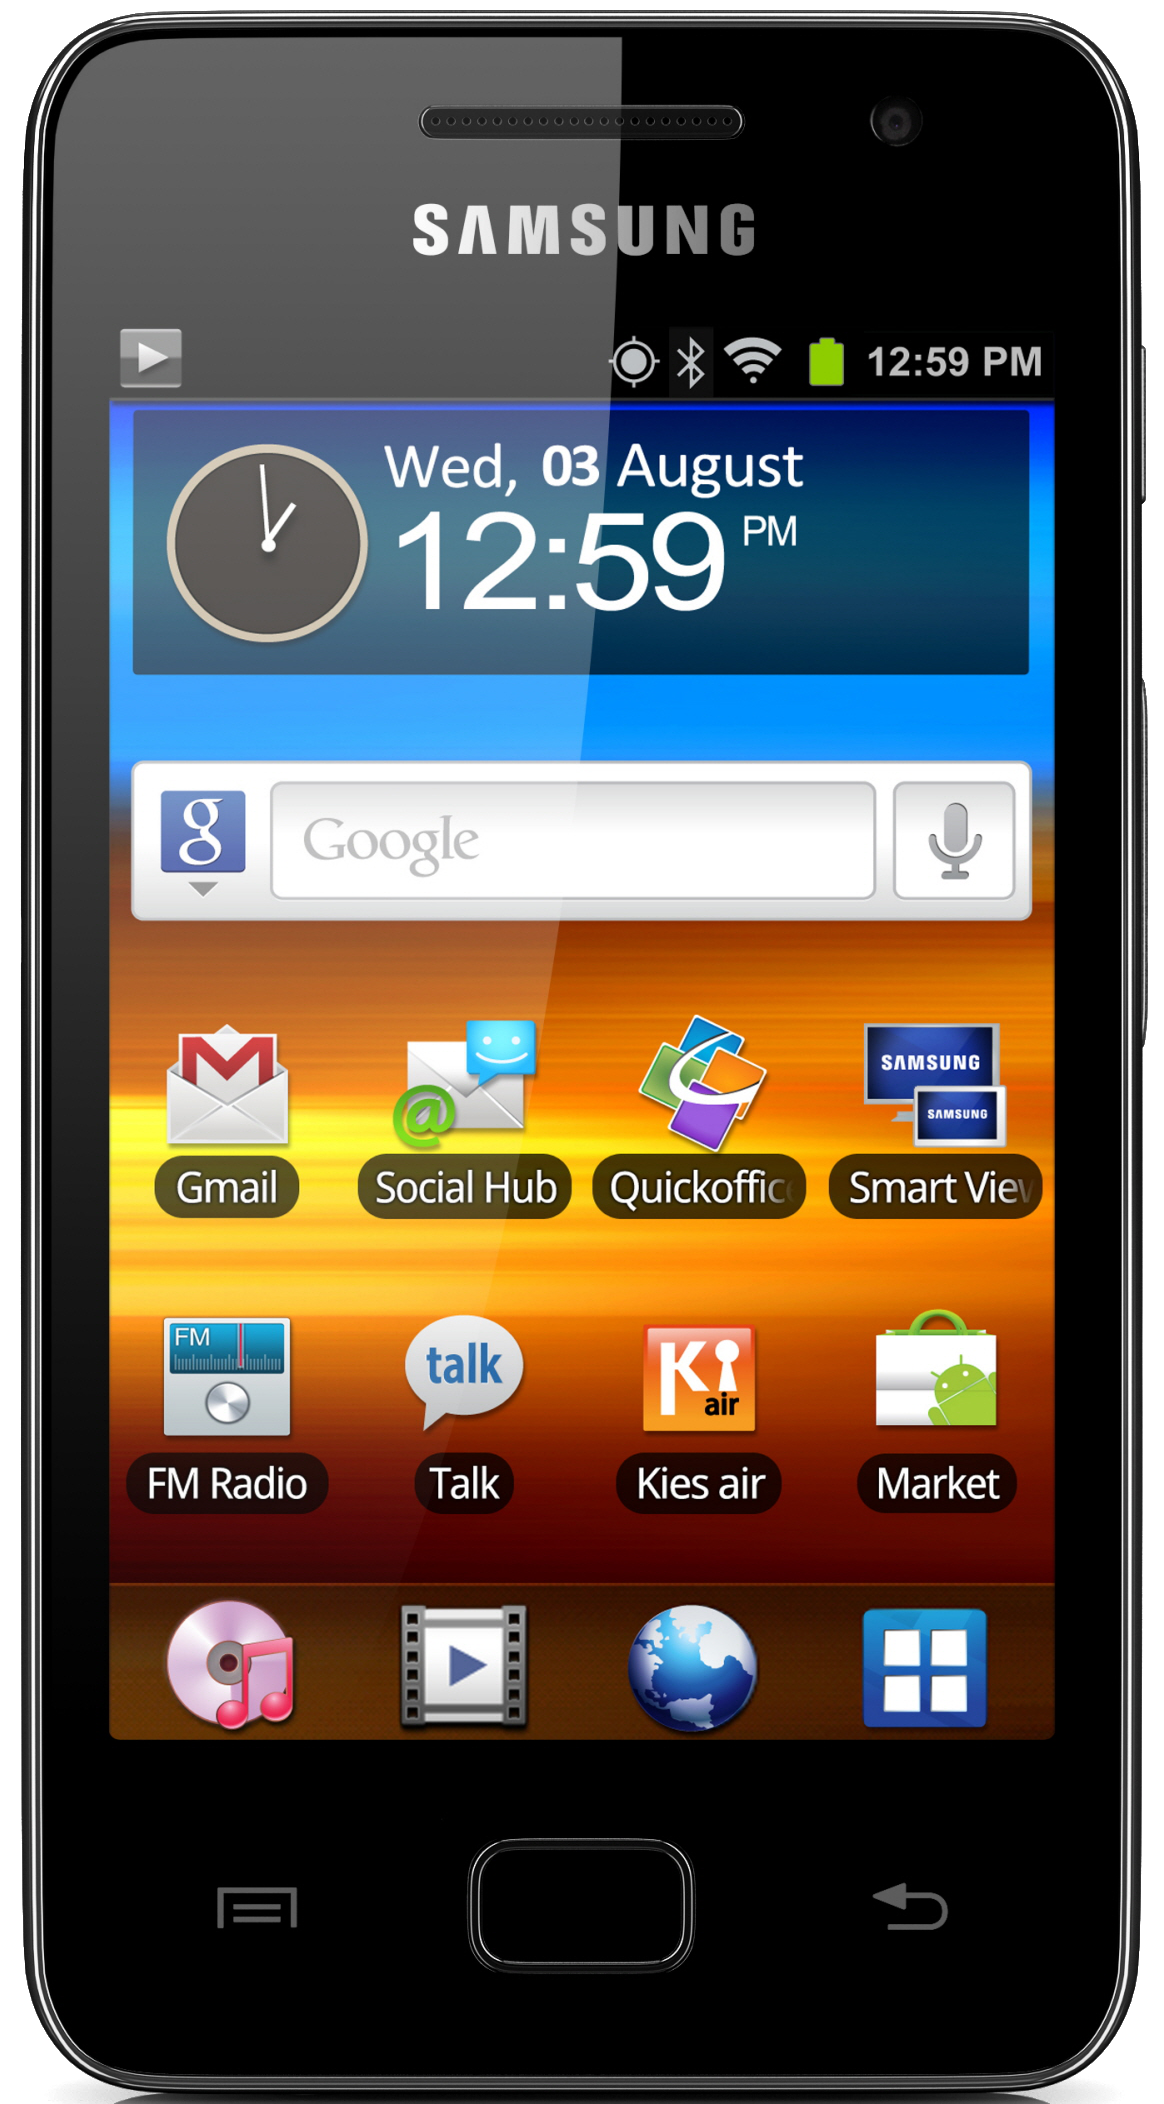 SAMSUNG
12:59 PM
Wed, 03 August
12:59 PM
g
Google
SAMSUNG
SAMSUNG
@
Gmail
Social Hub
Quickoffic
Smart Viev
FM
talk
Ki
air
FM Radio
Talk
Kies air
Market